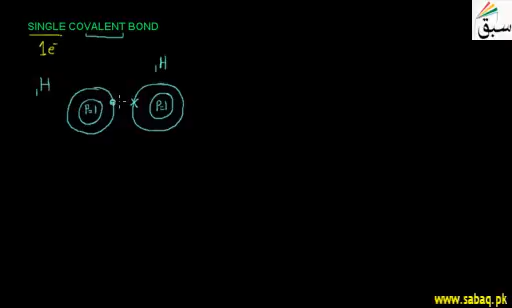 SINGLE COVALENT BOND
سبق
1e⁻
₁H
₁H
P=1
P=1
www.sabaq.pk